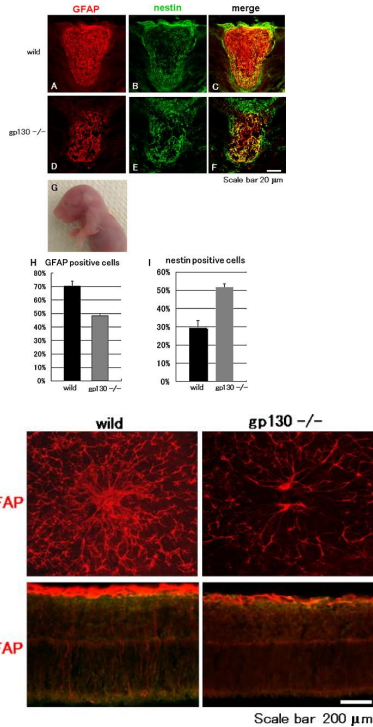 GFAP nestin merge
wild
A B C
gp130 -/-
D E F
Scale bar 20 μm
G
H GFAP positive cells
80%
70%
60%
50%
40%
30%
20%
10%
0%
wild gp130 -/-
I nestin positive cells
60%
50%
40%
30%
20%
10%
0%
wild gp130 -/-
wild gp130 -/-
FAP
FAP
Scale bar 200 μm